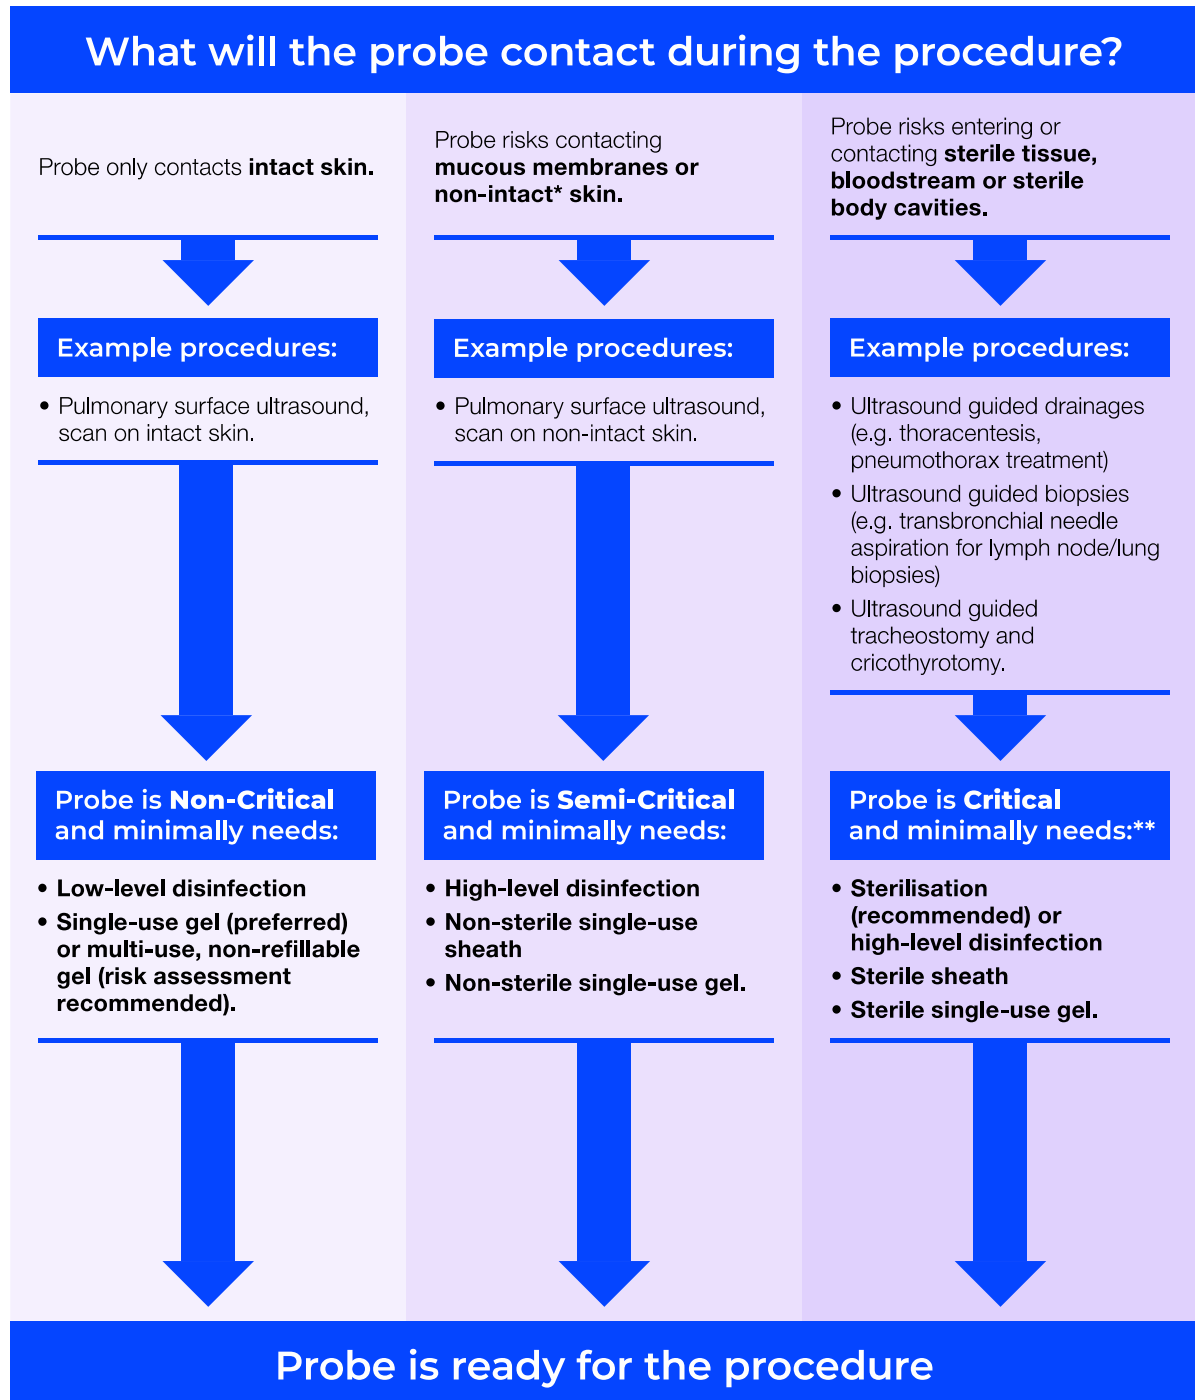 What will the probe contact during the procedure?
Probe only contacts intact skin.
Probe risks contacting
mucous membranes or
non-intact* skin.
Probe risks entering or
contacting sterile tissue,
bloodstream or sterile
body cavities.
Example procedures:
• Pulmonary surface ultrasound,
scan on intact skin.
Example procedures:
• Pulmonary surface ultrasound,
scan on non-intact skin.
Example procedures:
• Ultrasound guided drainages
(e.g. thoracentesis,
pneumothorax treatment)
• Ultrasound guided biopsies
(e.g. transbronchial needle
aspiration for lymph node/lung
biopsies)
• Ultrasound guided
tracheostomy and
cricothyrotomy.
Probe is Non-Critical
and minimally needs:
• Low-level disinfection
• Single-use gel (preferred)
or multi-use, non-refillable
gel (risk assessment
recommended).
Probe is Semi-Critical
and minimally needs:
• High-level disinfection
• Non-sterile single-use
sheath
• Non-sterile single-use gel.
Probe is Critical
and minimally needs:**
• Sterilisation
(recommended) or
high-level disinfection
• Sterile sheath
• Sterile single-use gel.
Probe is ready for the procedure